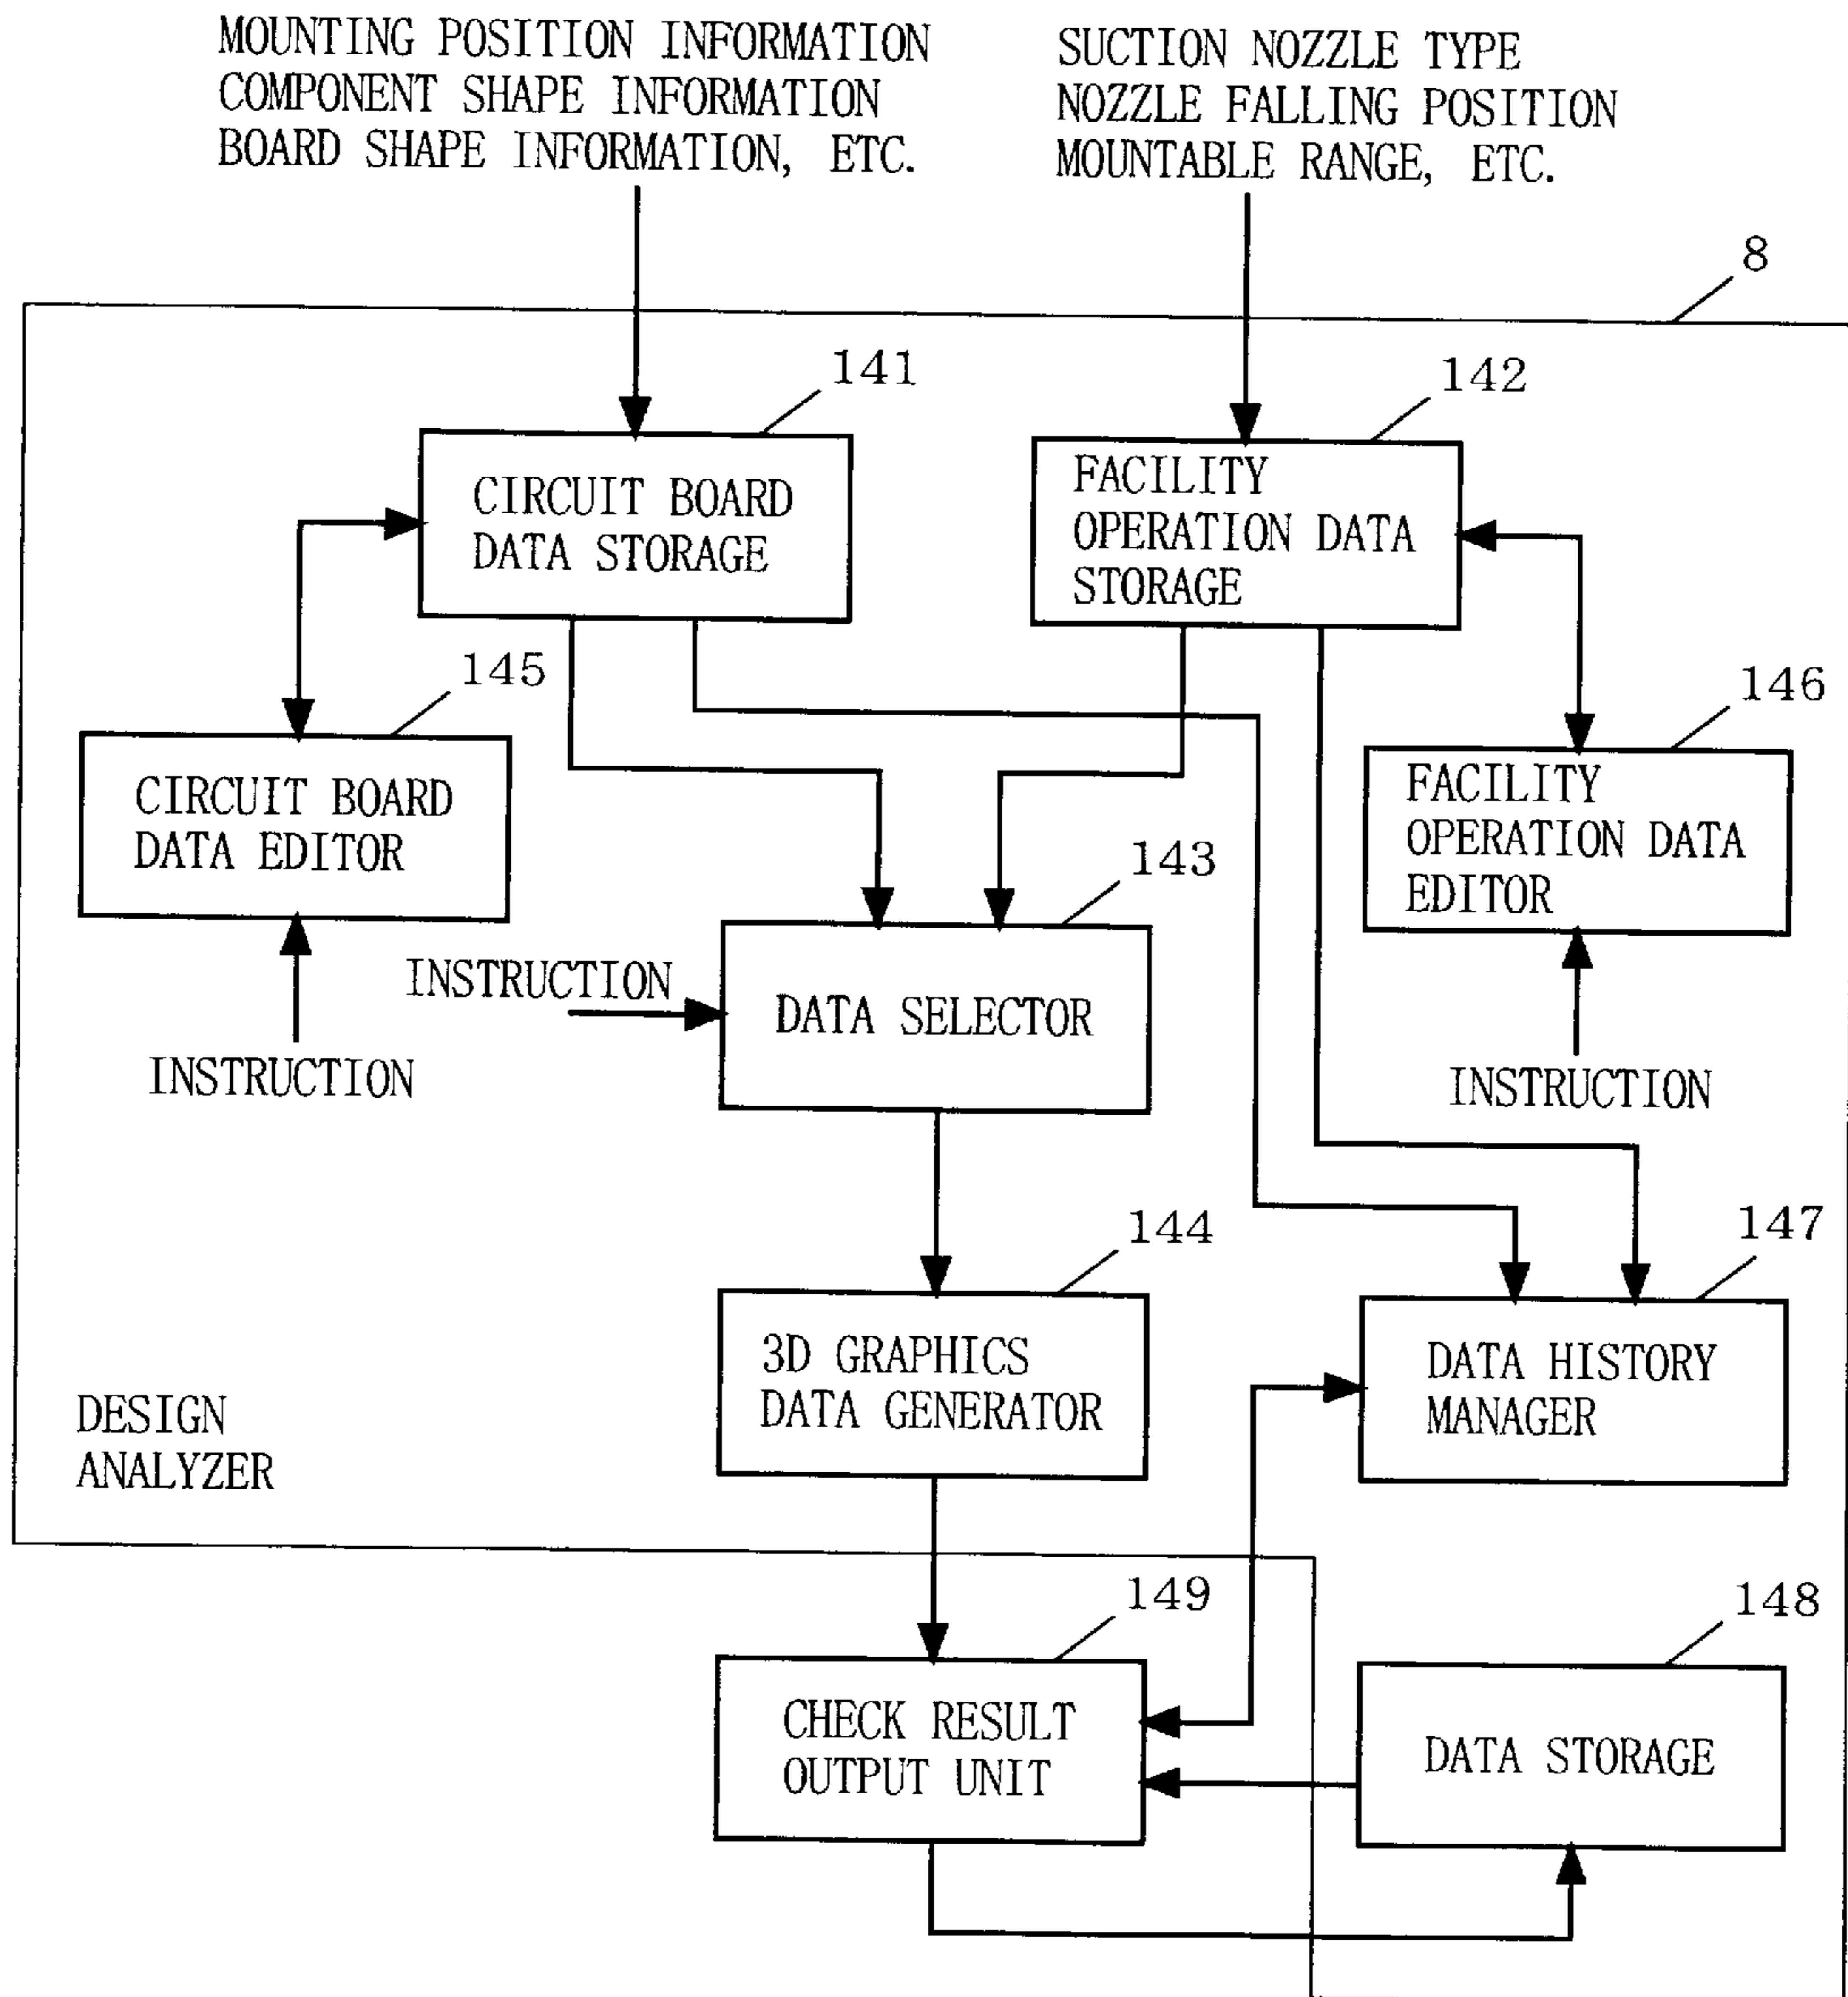 MOUNTING POSITION INFORMATION
COMPONENT SHAPE INFORMATION
BOARD SHAPE INFORMATION, ETC.
SUCTION NOZZLE TYPE
NOZZLE FALLING POSITION
MOUNTABLE RANGE, ETC.
8
141
CIRCUIT BOARD
DATA STORAGE
142
FACILITY
OPERATION DATA
STORAGE
145
CIRCUIT BOARD
DATA EDITOR
INSTRUCTION
146
FACILITY
OPERATION DATA
EDITOR
INSTRUCTION
143
INSTRUCTION
DATA SELECTOR
144
3D GRAPHICS
DATA GENERATOR
147
DATA HISTORY
MANAGER
DESIGN
ANALYZER
149
CHECK RESULT
OUTPUT UNIT
148
DATA STORAGE